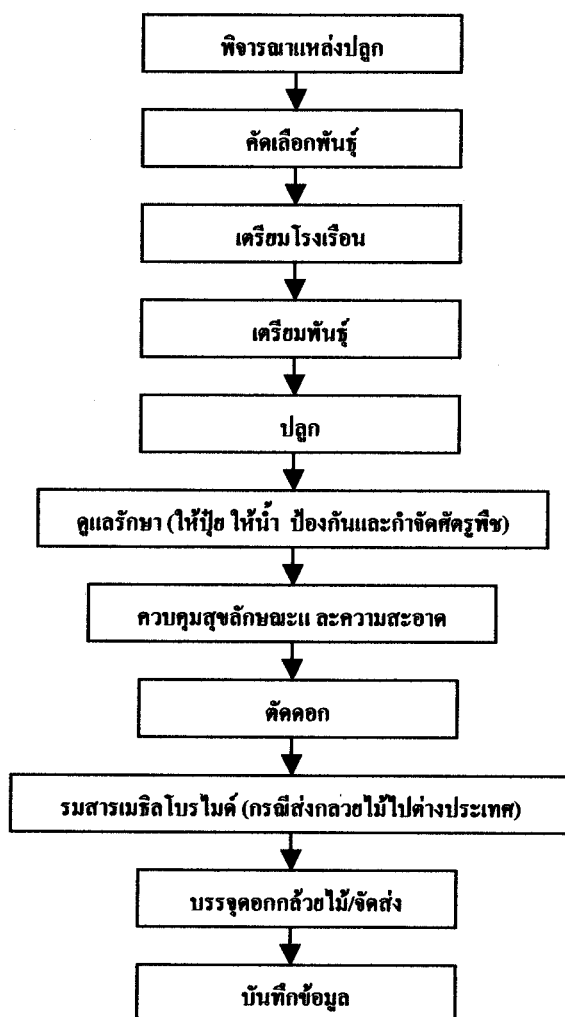 พิจารณาแหล่งปลูก
คัดเลือกพันธุ์
เตรียมโรงเรือน
เตรียมพันธุ์
ปลูก
ดูแลรักษา (ให้ปุ๋ย ให้น้ำ ป้องกันและกำจัดศัตรูพืช)
ควบคุมสุขลักษณะแ ละความสะอาด
ตัดดอก
รมสารเมธิลโบรไมด์ (กรณีส่งกลวยไม้ไปต่างประเทศ)
บรรจุดอกกล้วยไม้/จัดส่ง
บันทึกข้อมูล